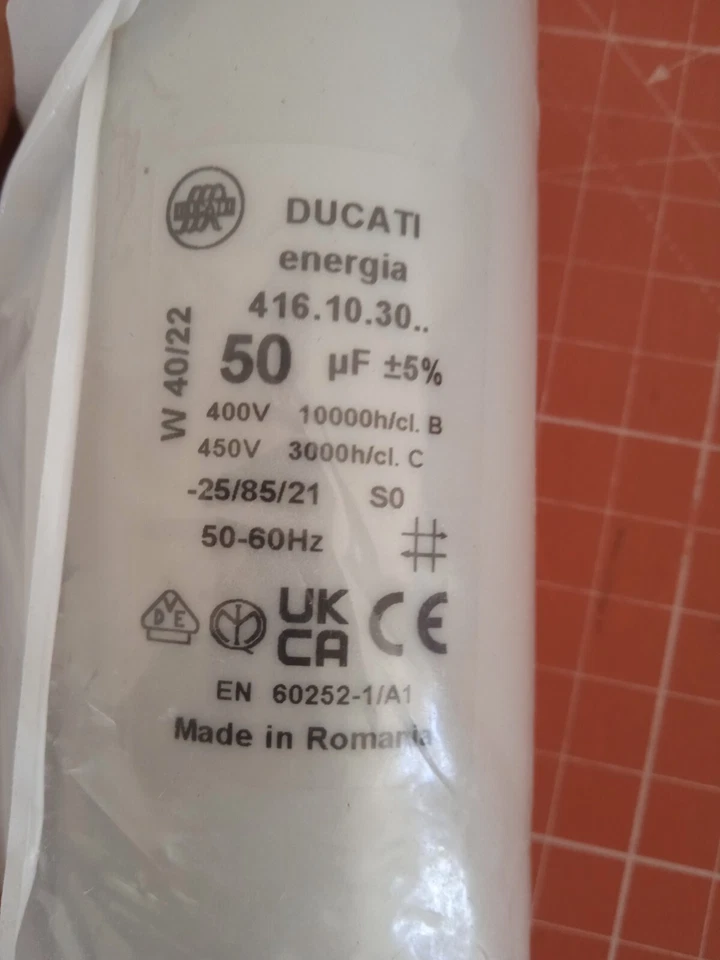 DUCATI
energia
416.10.30..
W 40/22
50 µF ±5%
400V 10000h/cl. B
450V 3000h/cl. C
-25/85/21 S0
50-60Hz
VDE
UK
CA CE
EN 60252-1/A1
Made in Romania